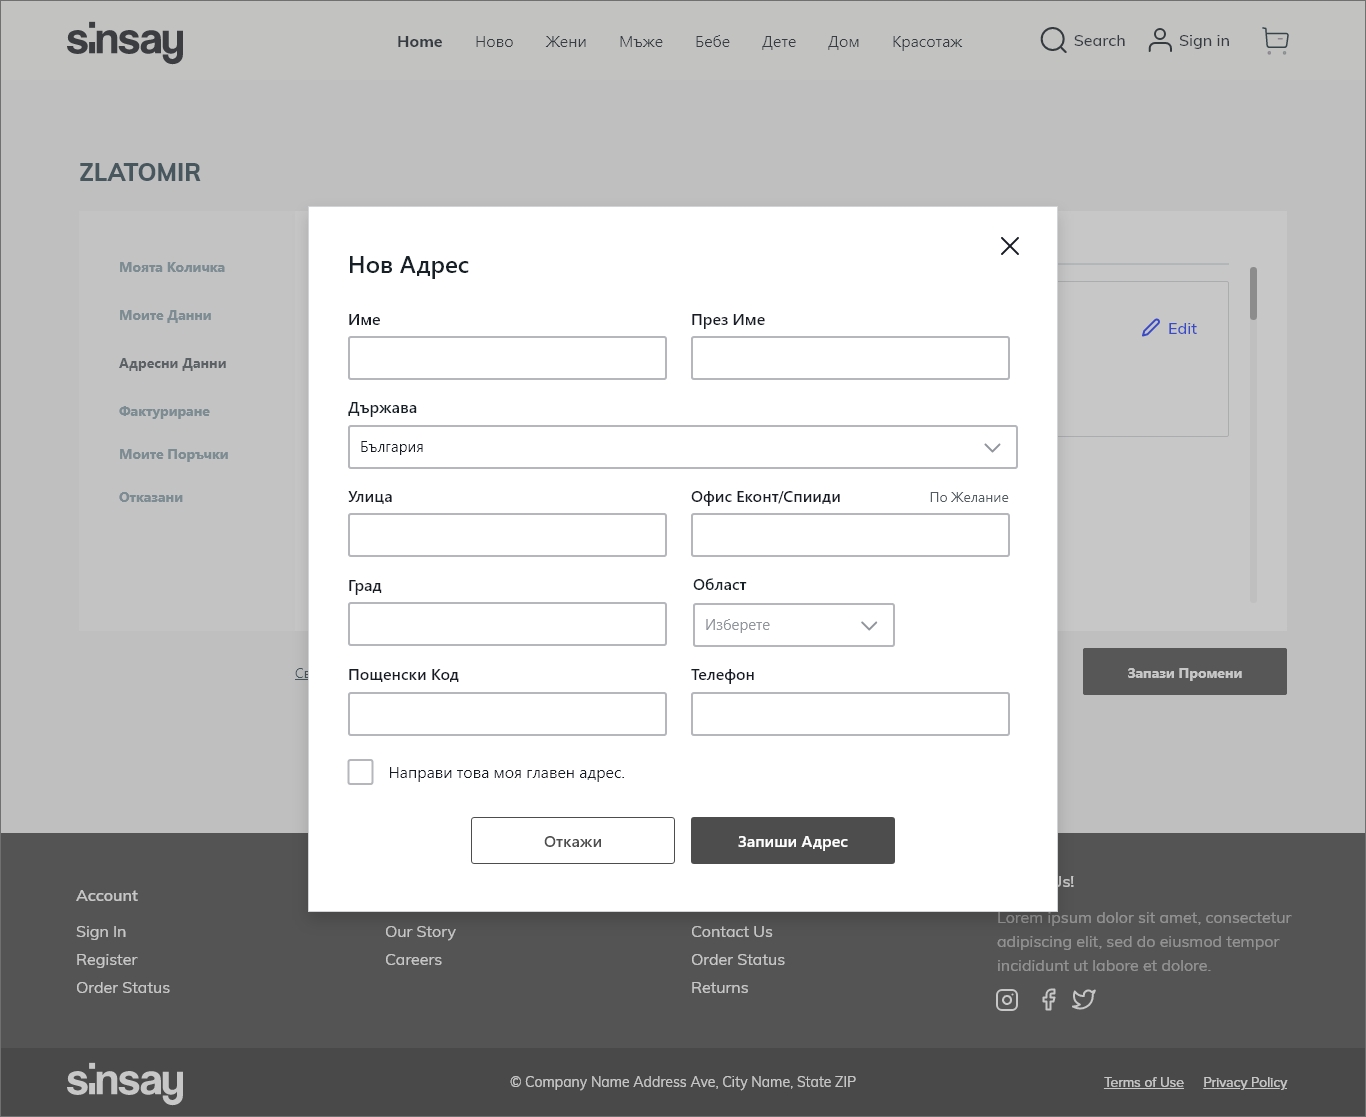 sinsay
Home Ново Жени Мъже Бебе Дете Дом Красотаж Search Sign in
ZLATOMIR
Моята Количка
Моите Данни
Адресни Данни
Фактуриране
Моите Поръчки
Отказани
Edit
Запази Промени
Нов Адрес
Име През Име
Държава
България
Улица Офис Еконт/Спииди По Желание
Град Област
Изберете
Пощенски Код Телефон
Направи това моя главен адрес.
Откажи Запиши Адрес
Account
Sign In
Register
Order Status
Our Story
Careers
Contact Us
Order Status
Returns
Us!
Lorem ipsum dolor sit amet, consectetur
adipiscing elit, sed do eiusmod tempor
incididunt ut labore et dolore.
sinsay
© Company Name Address Ave, City Name, State ZIP
Terms of Use Privacy Policy